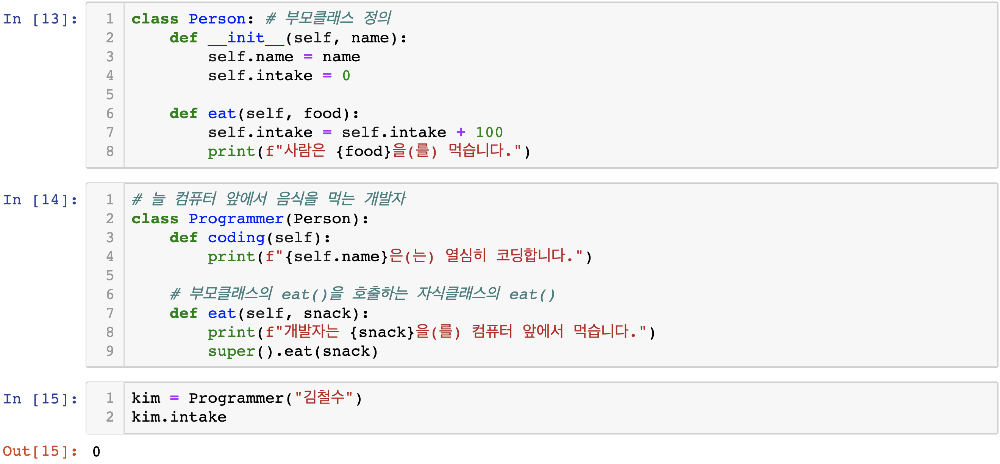 In [13]:
1 class Person: # 부모클래스 정의
2     def __init__(self, name):
3         self.name = name
4         self.intake = 0
5
6     def eat(self, food):
7         self.intake = self.intake + 100
8         print(f"사람은 {food}을(를) 먹습니다.")
In [14]:
1 # 늘 컴퓨터 앞에서 음식을 먹는 개발자
2 class Programmer(Person):
3     def coding(self):
4         print(f"{self.name}은(는) 열심히 코딩합니다.")
5
6     # 부모클래스의 eat()을 호출하는 자식클래스의 eat()
7     def eat(self, snack):
8         print(f"개발자는 {snack}을(를) 컴퓨터 앞에서 먹습니다.")
9         super().eat(snack)
In [15]:
1 kim = Programmer("김철수")
2 kim.intake
Out[15]: 0